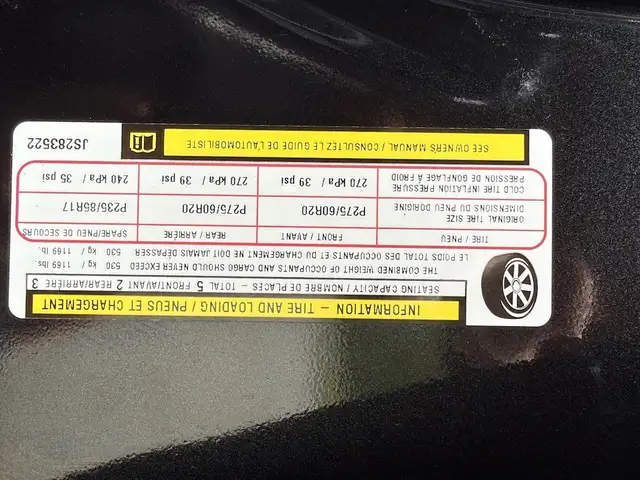 INFORMATION – TIRE AND LOADING / PNEUS ET CHARGEMENT
SEATING CAPACITY / NOMBRE DE PLACES – TOTAL 5 FRONT/AVANT 2 REAR/ARRIÈRE 3
THE COMBINED WEIGHT OF OCCUPANTS AND CARGO SHOULD NEVER EXCEED 530 kg / 1169 lbs
LE POIDS TOTAL DES OCCUPANTS ET DU CHARGEMENT NE DOIT JAMAIS DÉPASSER 530 kg / 1169 lb
TIRE / PNEU FRONT / AVANT REAR / ARRIÈRE SPARE/PNEU DE SECOURS
ORIGINAL TIRE SIZE
DIMENSIONS DU PNEU DORIGINE P275/60R20 P275/60R20 P235/85R17
COLD TIRE INFLATION PRESSURE
PRESSION DE GONFLAGE À FROID 270 kPa / 39 psi 270 kPa / 39 psi 240 kPa / 35 psi
SEE OWNERS MANUAL / CONSULTEZ LE GUIDE DE L'AUTOMOBILISTE i JS283522